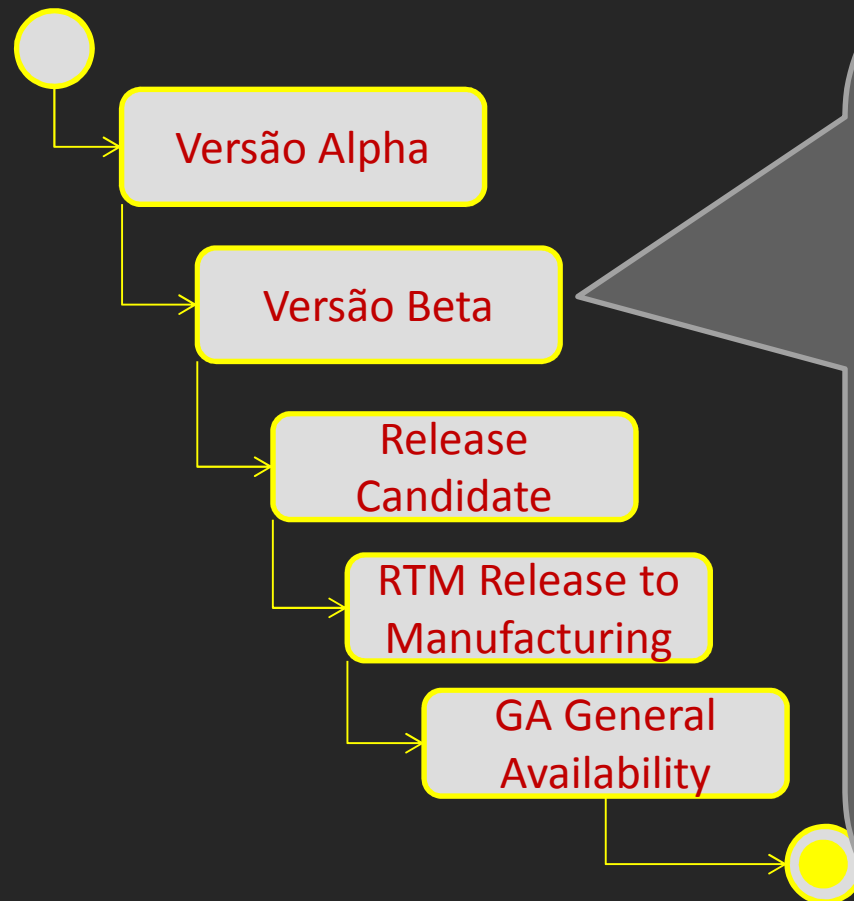 Versão Alpha
Versão Beta
Release
Candidate
RTM Release to
Manufacturing
GA General
Availability